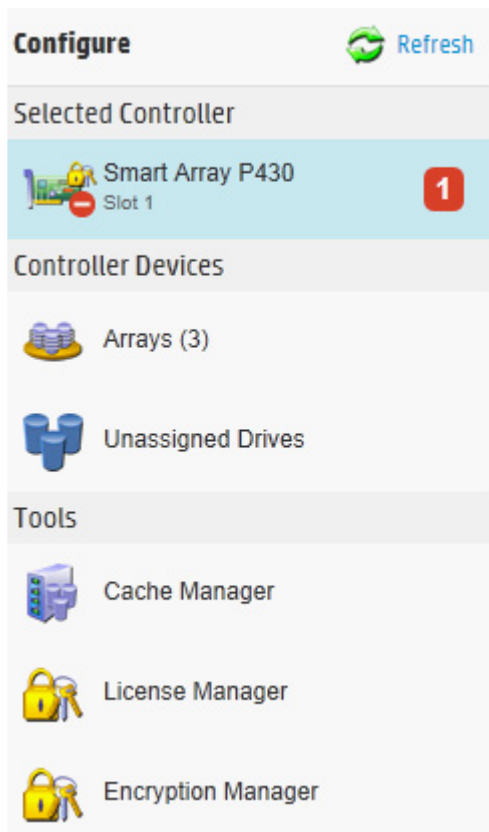 Configure
Refresh
Selected Controller
Smart Array P430
Slot 1
1
Controller Devices
Arrays (3)
Unassigned Drives
Tools
Cache Manager
License Manager
Encryption Manager